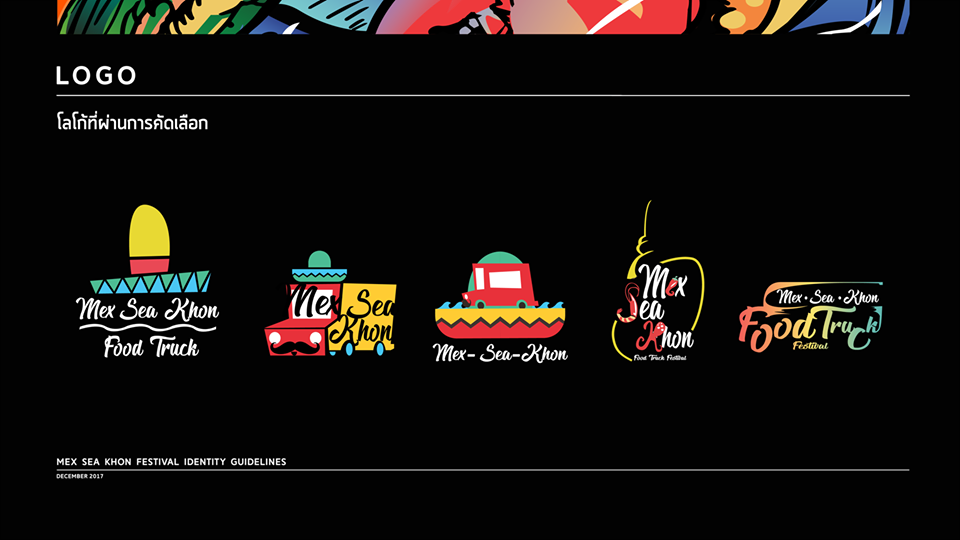 LOGO
โลโก้ที่ผ่านการคัดเลือก
Mex Sea Khon
Food Truck
Mex Sea
Khon
Mex- Sea-Khon
Mex
Sea
Khon
Food Truck Festival
Mex • Sea • Khon
Food Truck
Festival
MEX SEA KHON FESTIVAL IDENTITY GUIDELINES
DECEMBER 2017